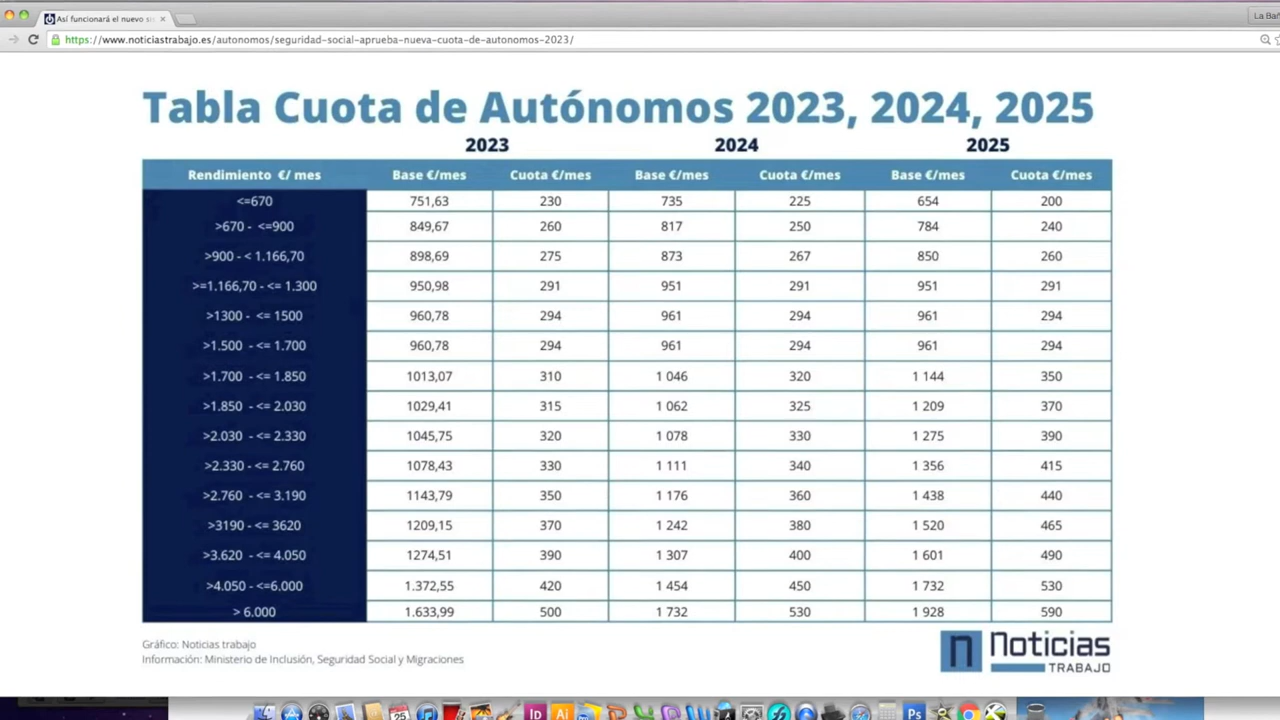 Así funcionará el nuevo
La Bañ
https://www.noticiastrabajo.es/autonomos/seguridad-social-aprueba-nueva-cuota-de-autonomos-2023/
Tabla Cuota de Autónomos 2023, 2024, 2025
2023 2024 2025
Rendimiento €/ mes Base €/mes Cuota €/mes Base €/mes Cuota €/mes Base €/mes Cuota €/mes
<=670 751,63 230 735 225 654 200
>670 - <=900 849,67 260 817 250 784 240
>900 - < 1.166,70 898,69 275 873 267 850 260
>=1.166,70 - <= 1.300 950,98 291 951 291 951 291
>1300 - <= 1500 960,78 294 961 294 961 294
>1.500 - <= 1.700 960,78 294 961 294 961 294
>1.700 - <= 1.850 1013,07 310 1 046 320 1 144 350
>1.850 - <= 2.030 1029,41 315 1 062 325 1 209 370
>2.030 - <= 2.330 1045,75 320 1 078 330 1 275 390
>2.330 - <= 2.760 1078,43 330 1 111 340 1 356 415
>2.760 - <= 3.190 1143,79 350 1 176 360 1 438 440
>3190 - <= 3620 1209,15 370 1 242 380 1 520 465
>3.620 - <= 4.050 1274,51 390 1 307 400 1 601 490
>4.050 - <=6.000 1.372,55 420 1 454 450 1 732 530
> 6.000 1.633,99 500 1 732 530 1 928 590
Gráfico: Noticias trabajo
Información: Ministerio de Inclusión, Seguridad Social y Migraciones
n Noticias
TRABAJO
25 Id Ai Ps